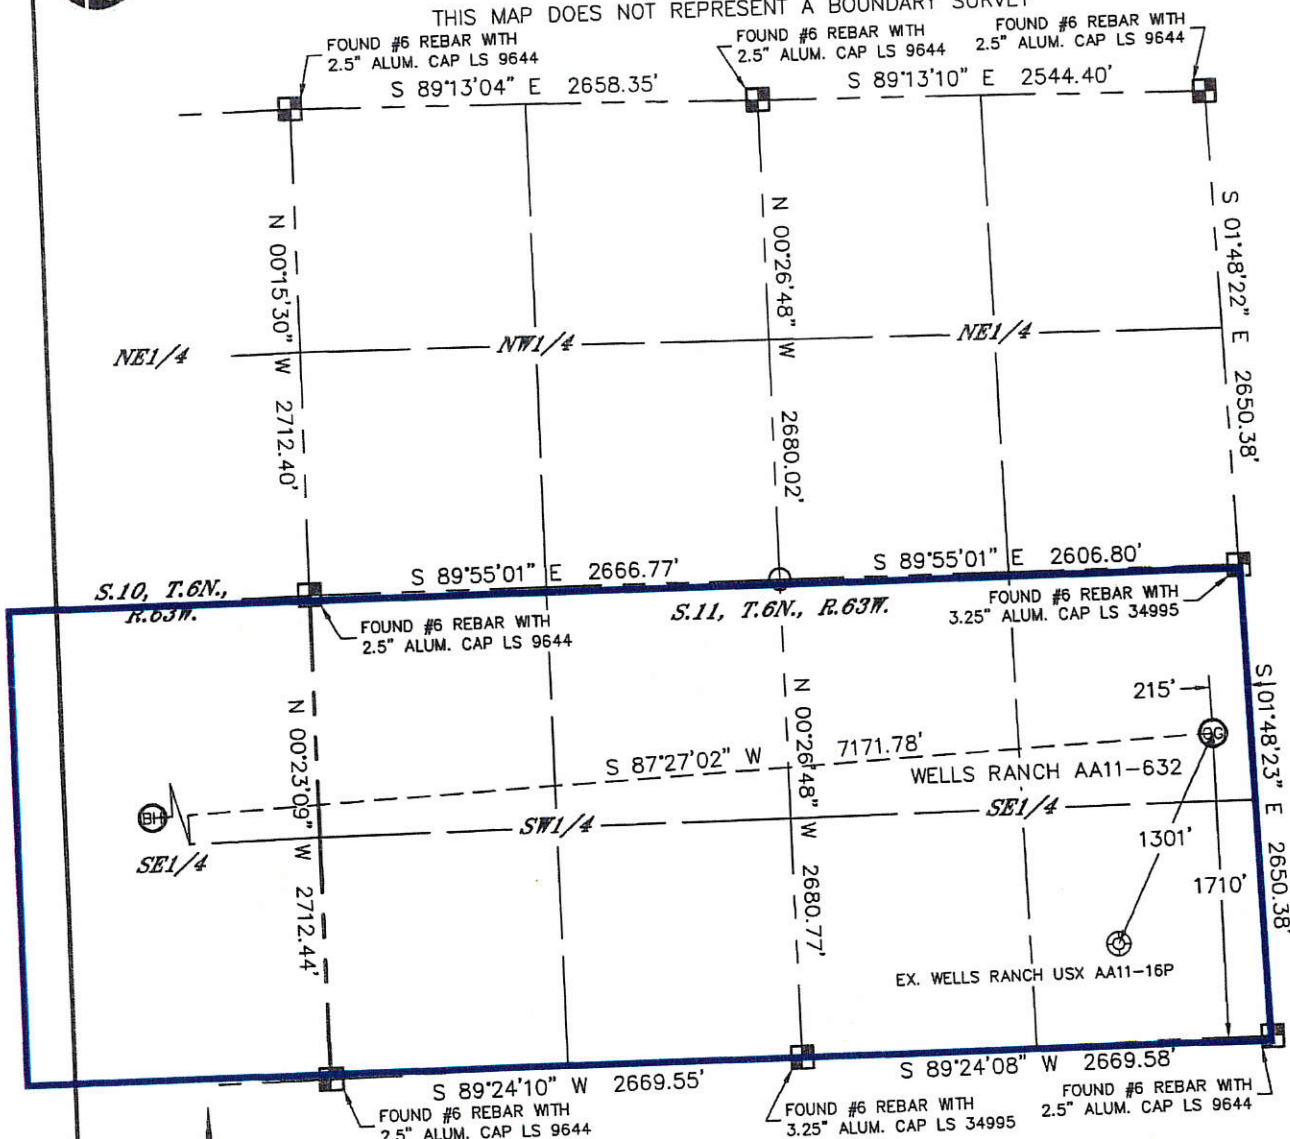 THIS MAP DOES NOT REPRESENT A BOUNDARY SURVEY
FOUND #6 REBAR WITH
2.5" ALUM. CAP LS 9644
FOUND #6 REBAR WITH
2.5" ALUM. CAP LS 9644
FOUND #6 REBAR WITH
2.5" ALUM. CAP LS 9644
S 89°13'04" E 2658.35'
S 89°13'10" E 2544.40'
N 00°15'30" W 2712.40'
N 00°26'48" W 2680.02'
S 01°48'22" E 2650.38'
NE1/4
NW1/4
NE1/4
S 89°55'01" E 2666.77'
S 89°55'01" E 2606.80'
S.10, T.6N.,
R.63W.
S.11, T.6N., R.63W.
FOUND #6 REBAR WITH
3.25" ALUM. CAP LS 34995
FOUND #6 REBAR WITH
2.5" ALUM. CAP LS 9644
N 00°23'09" W 2712.44'
N 00°26'48" W 2680.77'
S 01°48'23" E 2650.38'
215'
S 87°27'02" W 7171.78'
WELLS RANCH AA11-632
BH
SE1/4
SW1/4
SE1/4
1301'
1710'
EX. WELLS RANCH USX AA11-16P
S 89°24'10" W 2669.55'
S 89°24'08" W 2669.58'
FOUND #6 REBAR WITH
2.5" ALUM. CAP LS 9644
FOUND #6 REBAR WITH
3.25" ALUM. CAP LS 34995
FOUND #6 REBAR WITH
2.5" ALUM. CAP LS 9644